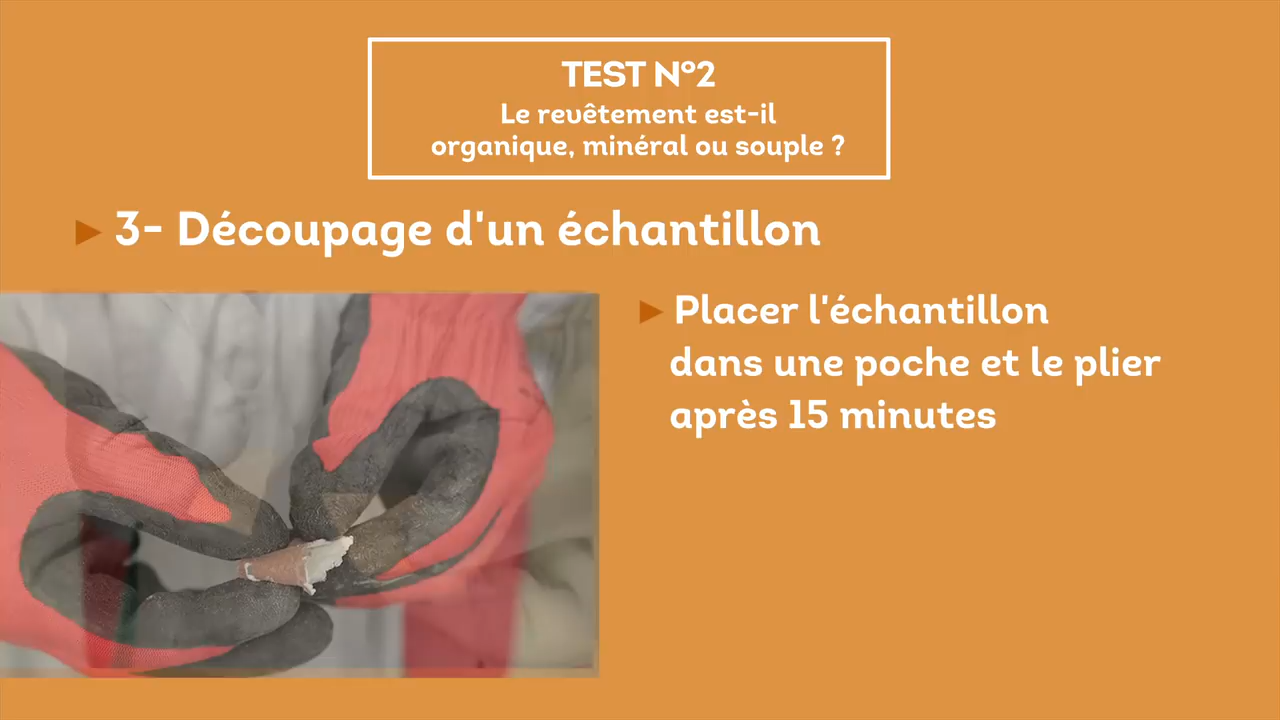 TEST N°2
Le revêtement est-il
organique, minéral ou souple ?
3- Découpage d'un échantillon
Placer l'échantillon
dans une poche et le plier
après 15 minutes